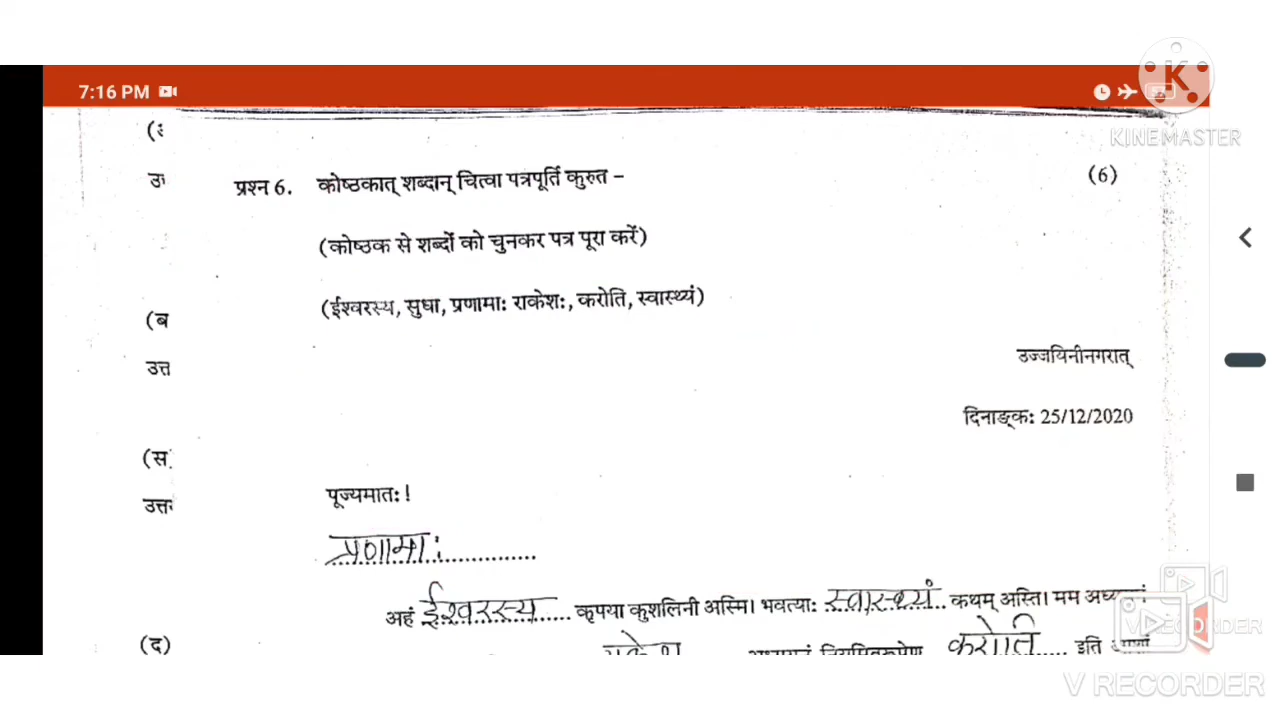 7:16 PM
KINEMASTER
(6)
प्रश्न 6. कोष्ठकात् शब्दान् चित्वा पत्रपूर्ति कुरुत –
(कोष्ठक से शब्दों को चुनकर पत्र पूरा करें)
(ईश्वरस्य, सुधा, प्रणामाः राकेशः, करोति, स्वास्थ्यं)
(ब
उज्जयिनीनगरात्
दिनाङ्कः 25/12/2020
(स
पूज्यमातः!
प्रणामाः
अहं ईश्वरस्य कृपया कुशलिनी अस्मि। भवत्याः स्वास्थ्यं कथम् अस्ति। मम
(द) करोति इति
V RECORDER
V RECORDER